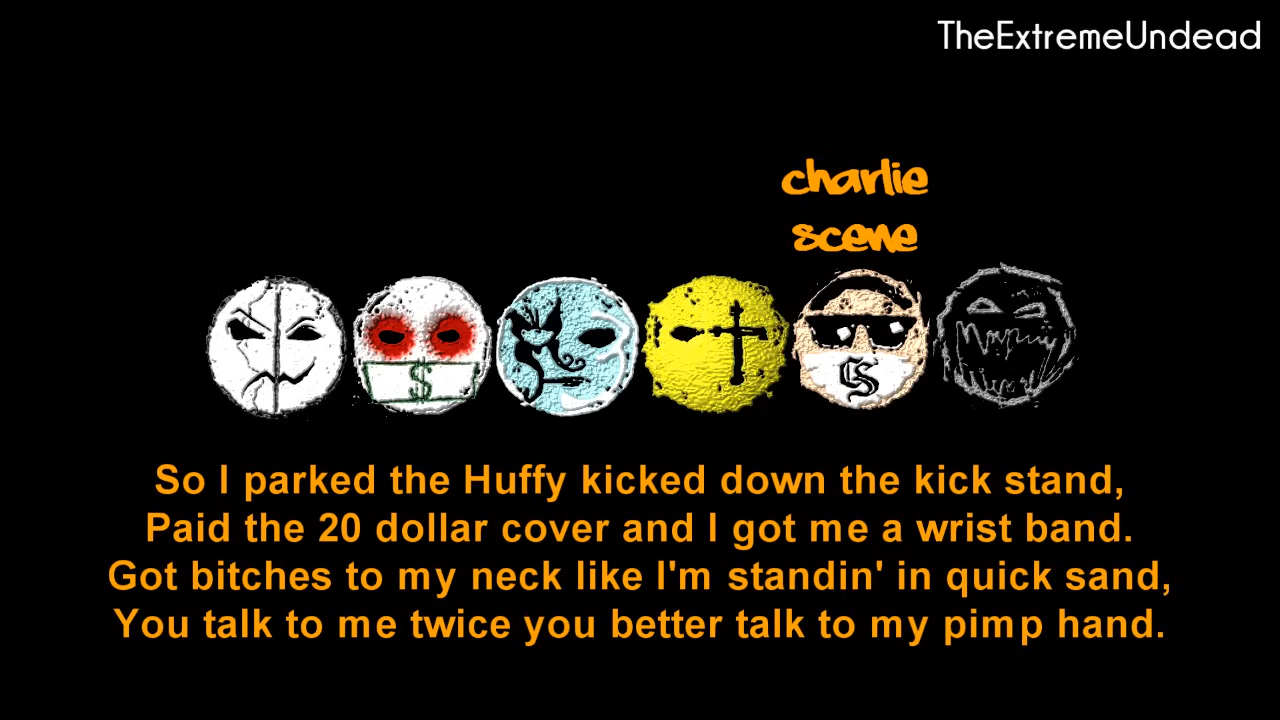 TheExtremeUndead
charlie
scene
$
CS
So I parked the Huffy kicked down the kick stand,
Paid the 20 dollar cover and I got me a wrist band.
Got bitches to my neck like I'm standin' in quick sand,
You talk to me twice you better talk to my pimp hand.